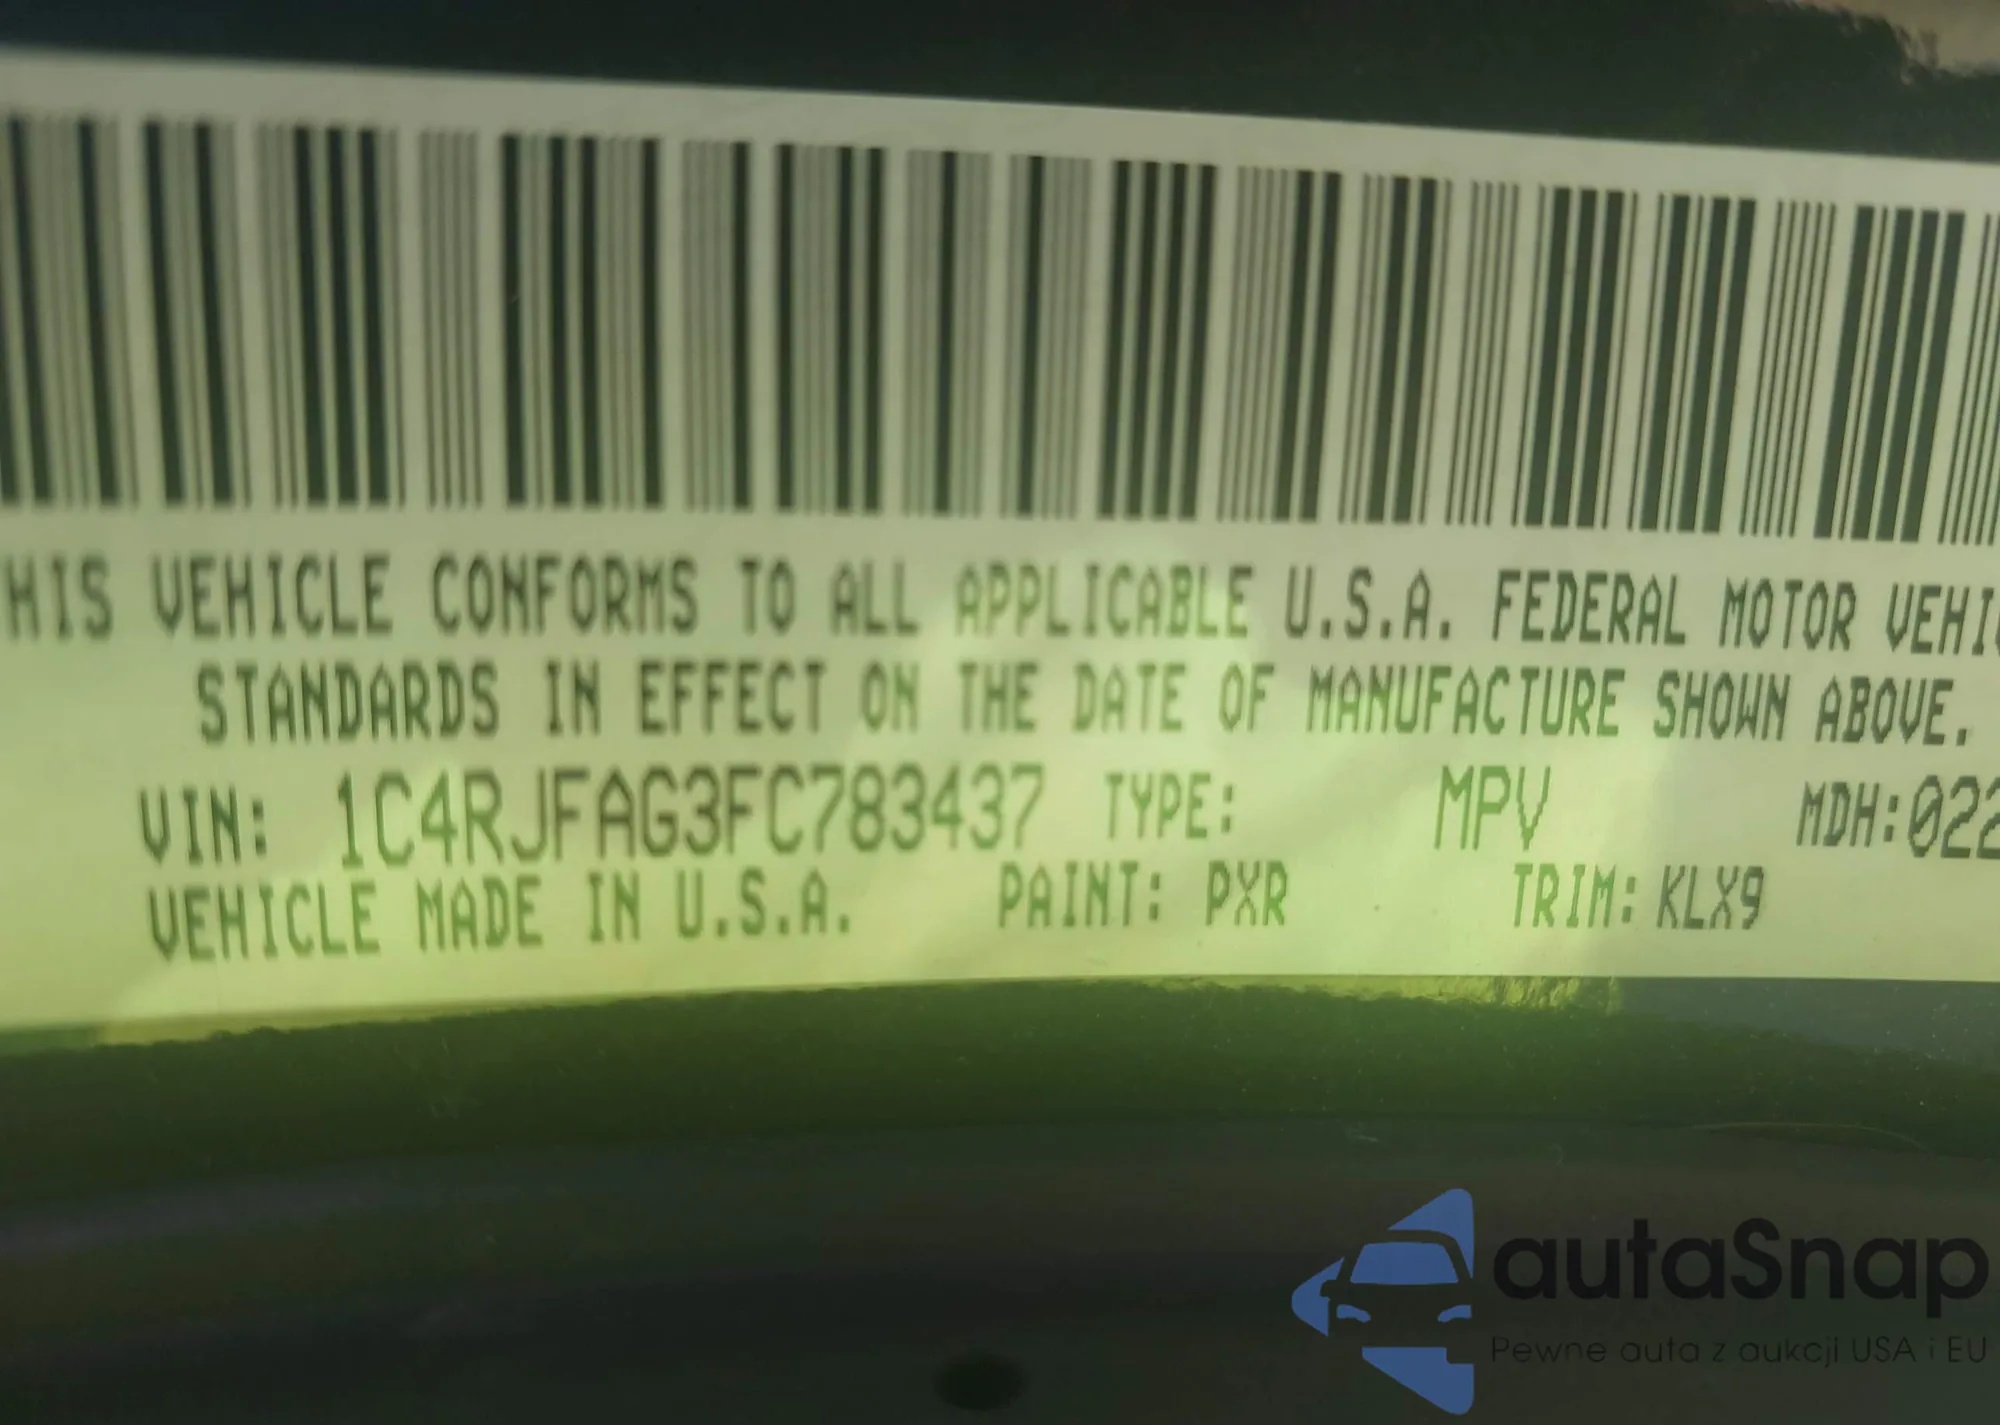 HIS VEHICLE CONFORMS TO ALL APPLICABLE U.S.A. FEDERAL MOTOR VEHIC
STANDARDS IN EFFECT ON THE DATE OF MANUFACTURE SHOWN ABOVE.
VIN: 1C4RJFAG3FC783437 TYPE: MPV MDH:022
VEHICLE MADE IN U.S.A. PAINT: PXR TRIM: KLX9
autaSnap
Pewne auta z aukcji USA i EU